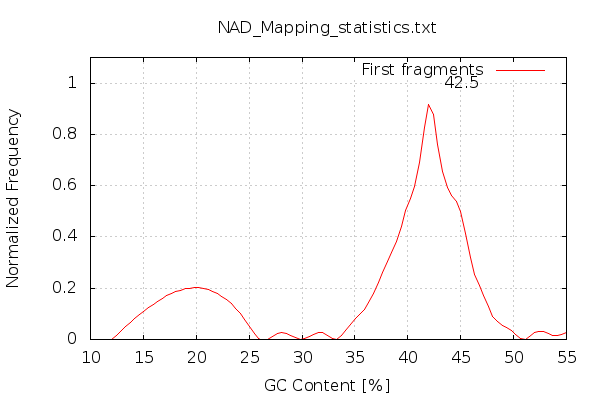 NAD_Mapping_statistics.txt
First fragments
42.5
1
0.8
0.6
0.4
0.2
0
Normalized Frequency
10 15 20 25 30 35 40 45 50 55
GC Content [%]